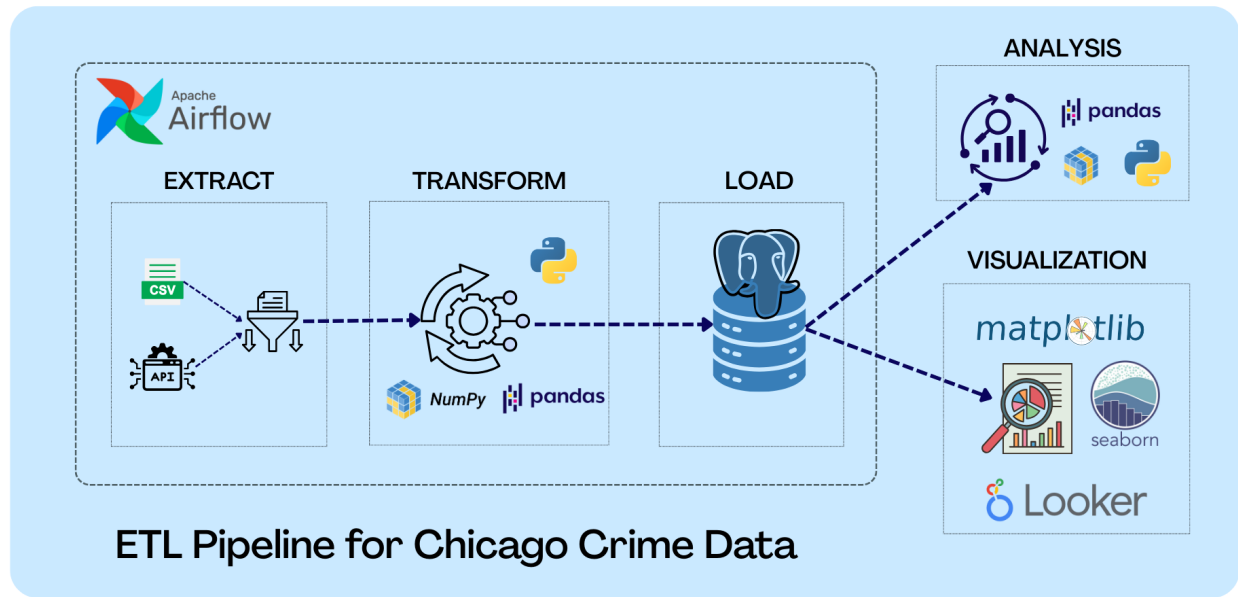 Apache
Airflow
EXTRACT
CSV
API
TRANSFORM
NumPy
pandas
LOAD
ANALYSIS
pandas
VISUALIZATION
matplotlib
seaborn
Looker
ETL Pipeline for Chicago Crime Data